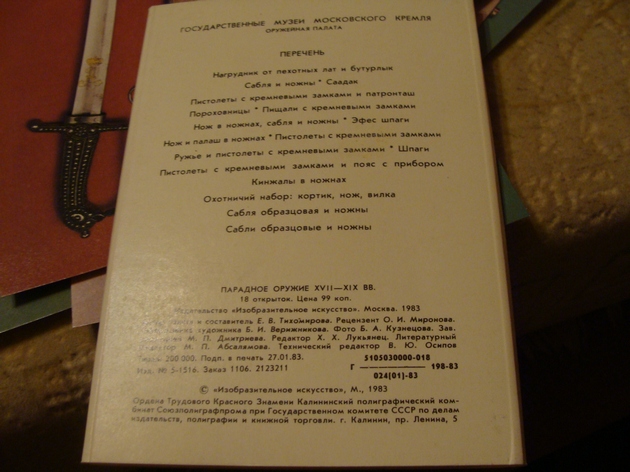 ГОСУДАРСТВЕННЫЕ МУЗЕИ МОСКОВСКОГО КРЕМЛЯ
ОРУЖЕЙНАЯ ПАЛАТА
ПЕРЕЧЕНЬ
Нагрудник от пехотных лат и бутурлык
Сабля и ножны * Саадак
Пистолеты с кремневыми замками и патронташ
Пороховницы * Пищали с кремневыми замками
Нож в ножнах, сабля и ножны * Эфес шпаги
Нож и палаш в ножнах * Пистолеты с кремневыми замками
Ружье и пистолеты с кремневыми замками * Шпаги
Пистолеты с кремневыми замками и пояс с прибором
Кинжалы в ножнах
Охотничий набор: кортик, нож, вилка
Сабля образцовая и ножны
Сабли образцовые и ножны
ПАРАДНОЕ ОРУЖИЕ XVII—XIX ВВ.
18 открыток. Цена 99 коп.
Издательство «Изобразительное искусство». Москва. 1983
и составитель Е. В. Тихомирова. Рецензент О. И. Миронова.
художника Б. И. Верижникова. Фото Б. А. Кузнецова. Зав.
М. П. Дмитриева. Редактор Х. Х. Лукьянец. Литературный
М. П. Абсалямова. Технический редактор В. Ю. Осипов
200 000. Подп. в печать 27.01.83.
Изд. № 5-1516. Заказ 1106. 2123211
5105030000-018
Г ———— 198-83
024[01]-83
© «Изобразительное искусство», М., 1983
Ордена Трудового Красного Знамени Калининский полиграфический ком-
бинат Союзполиграфпрома при Государственном комитете СССР по делам
издательств, полиграфии и книжной торговли. г. Калинин, пр. Ленина, 5